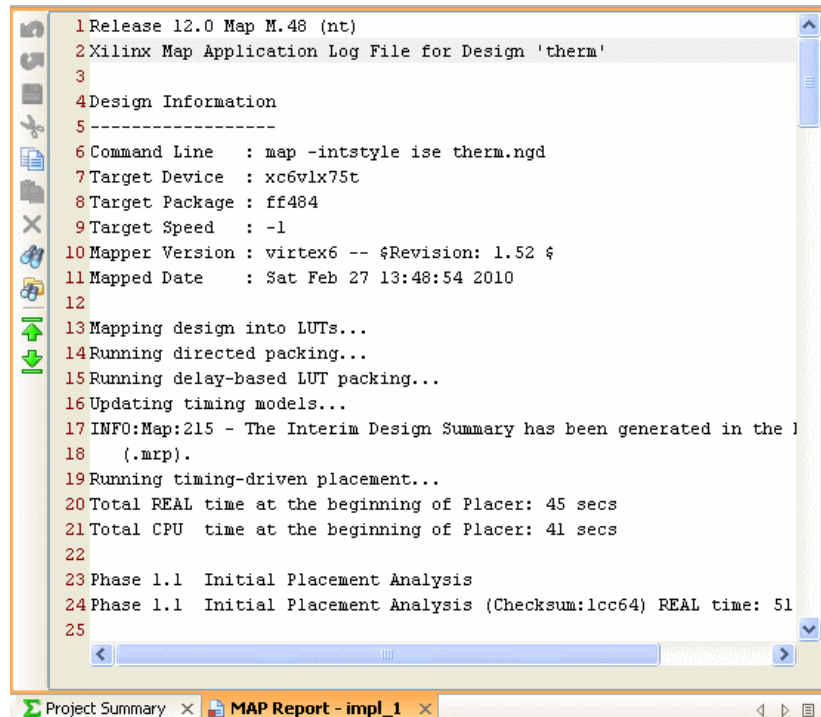 1 Release 12.0 Map M.48 (nt)
2 Xilinx Map Application Log File for Design 'therm'
3
4 Design Information
5 ------------------
6 Command Line   : map -intstyle ise therm.ngd
7 Target Device  : xc6vlx75t
8 Target Package : ff484
9 Target Speed   : -1
10 Mapper Version : virtex6 -- $Revision: 1.52 $
11 Mapped Date    : Sat Feb 27 13:48:54 2010
12
13 Mapping design into LUTs...
14 Running directed packing...
15 Running delay-based LUT packing...
16 Updating timing models...
17 INFO:Map:215 - The Interim Design Summary has been generated in the
18    (.mrp).
19 Running timing-driven placement...
20 Total REAL time at the beginning of Placer: 45 secs
21 Total CPU  time at the beginning of Placer: 41 secs
22
23 Phase 1.1  Initial Placement Analysis
24 Phase 1.1  Initial Placement Analysis (Checksum:1cc64) REAL time: 51
25
Project Summary MAP Report - impl_1